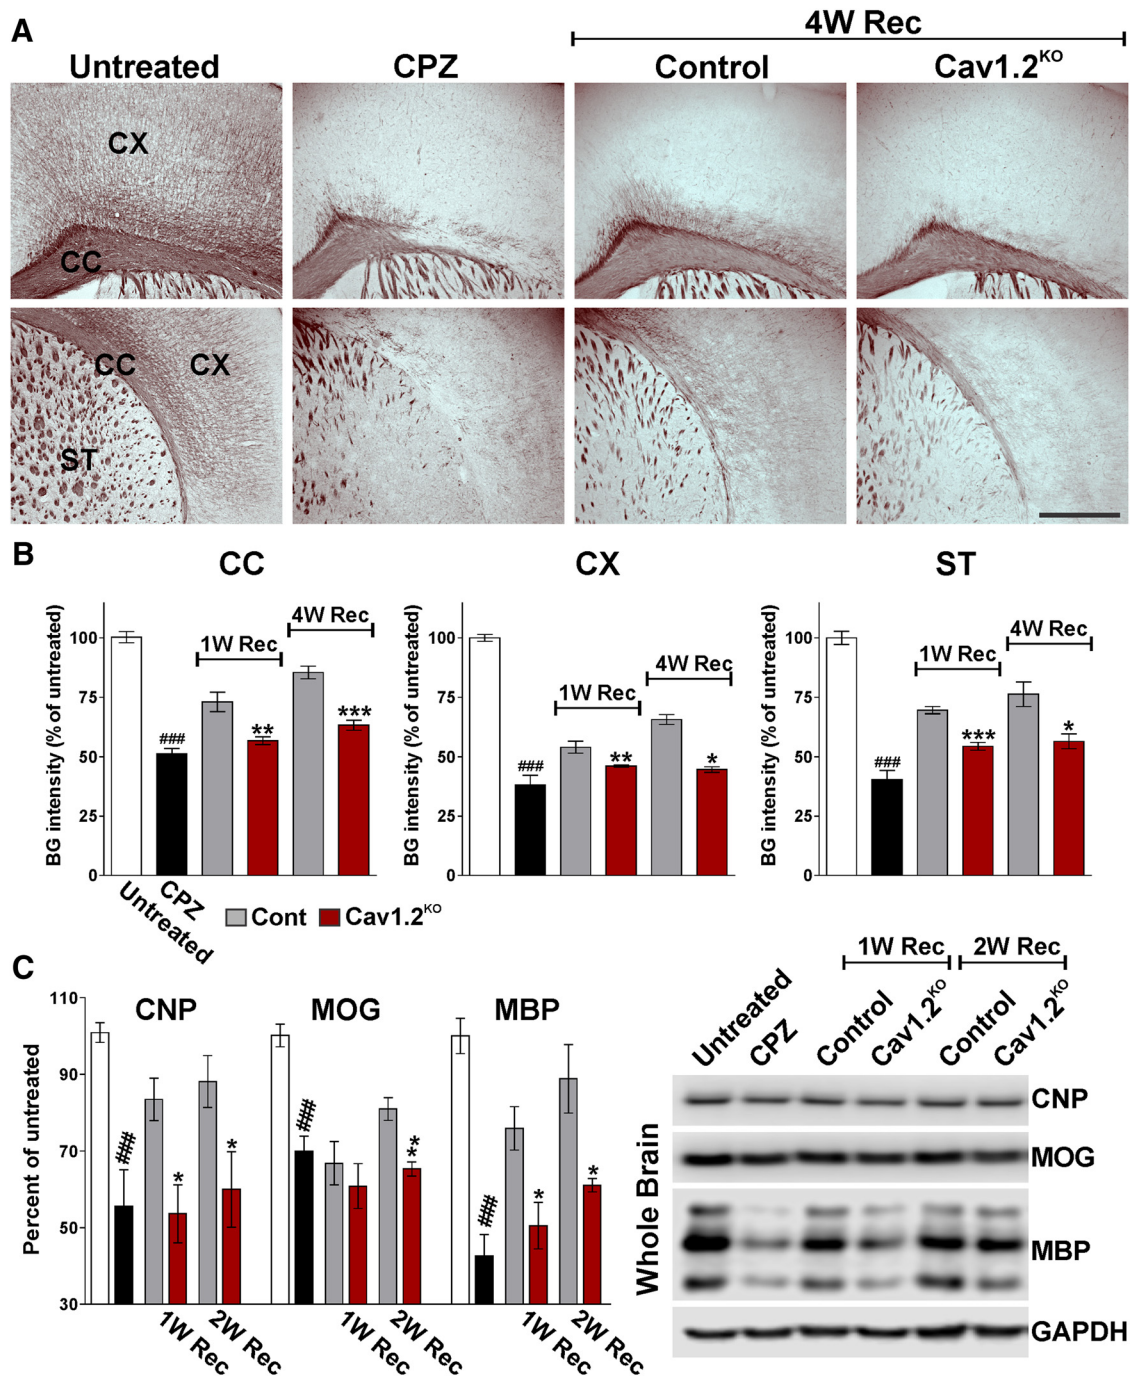 A
4W Rec
Untreated
CPZ
Control
Cav1.2KO
CX
CC
CC
CX
ST
B
CC
CX
ST
BG intensity (% of untreated)
100
75
50
25
0
###
1W Rec
**
4W Rec
***
BG intensity (% of untreated)
100
75
50
25
0
###
1W Rec
**
4W Rec
*
BG intensity (% of untreated)
100
75
50
25
0
###
1W Rec
***
4W Rec
*
CPZ
Untreated
Cont
Cav1.2KO
C
Percent of untreated
110
90
70
50
30
CNP
MOG
MBP
###
*
*
###
**
###
*
*
1W Rec
2W Rec
1W Rec
2W Rec
1W Rec
2W Rec
1W Rec
2W Rec
Untreated
CPZ
Control
Cav1.2KO
Control
Cav1.2KO
Whole Brain
CNP
MOG
MBP
GAPDH